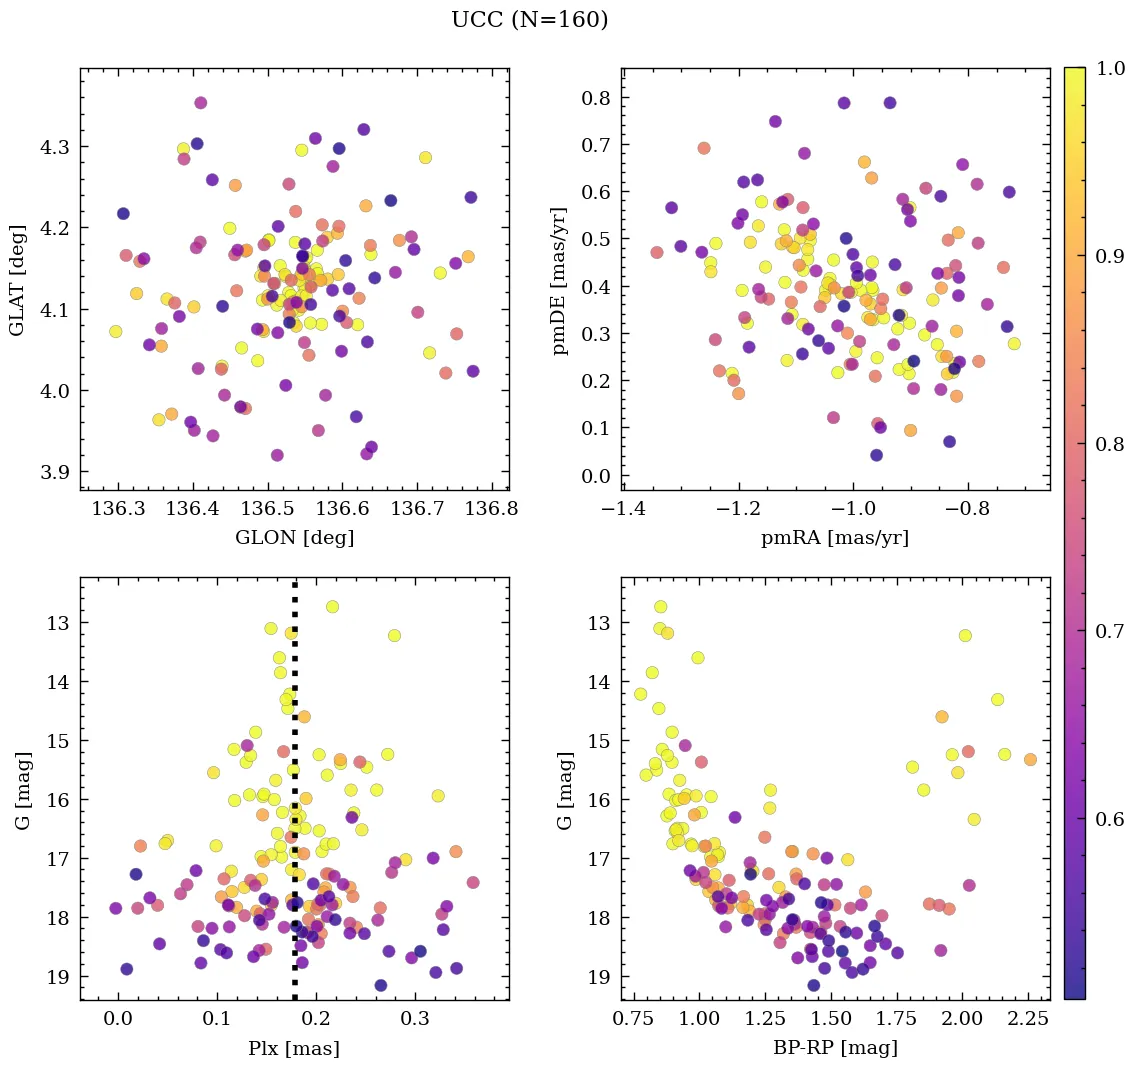 UCC (N=160)
4.3
4.2
4.1
4.0
3.9
GLAT [deg]
136.3 136.4 136.5 136.6 136.7 136.8
GLON [deg]
0.8
0.7
0.6
0.5
0.4
0.3
0.2
0.1
0.0
pmDE [mas/yr]
−1.4 −1.2 −1.0 −0.8
pmRA [mas/yr]
1.0
0.9
0.8
0.7
0.6
13
14
15
16
17
18
19
G [mag]
0.0 0.1 0.2 0.3
Plx [mas]
13
14
15
16
17
18
19
G [mag]
0.75 1.00 1.25 1.50 1.75 2.00 2.25
BP-RP [mag]